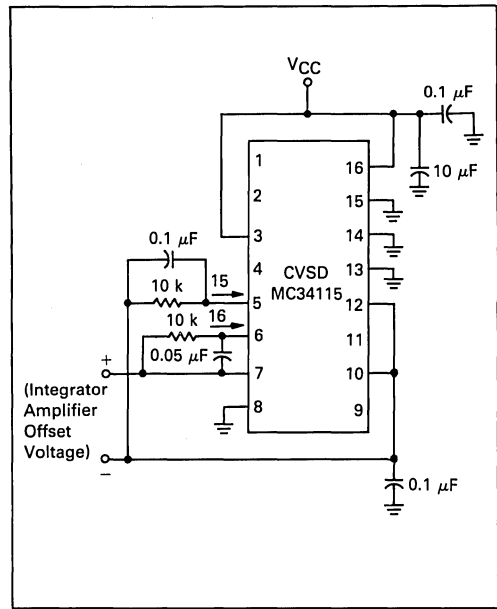 VCC
0.1 μF
10 μF
1
2
3
4
5
6
7
8
16
15
14
13
12
11
10
9
CVSD
MC34115
0.1 μF
10 k
15
10 k
16
0.05 μF
+
(Integrator
Amplifier
Offset
Voltage)
−
0.1 μF